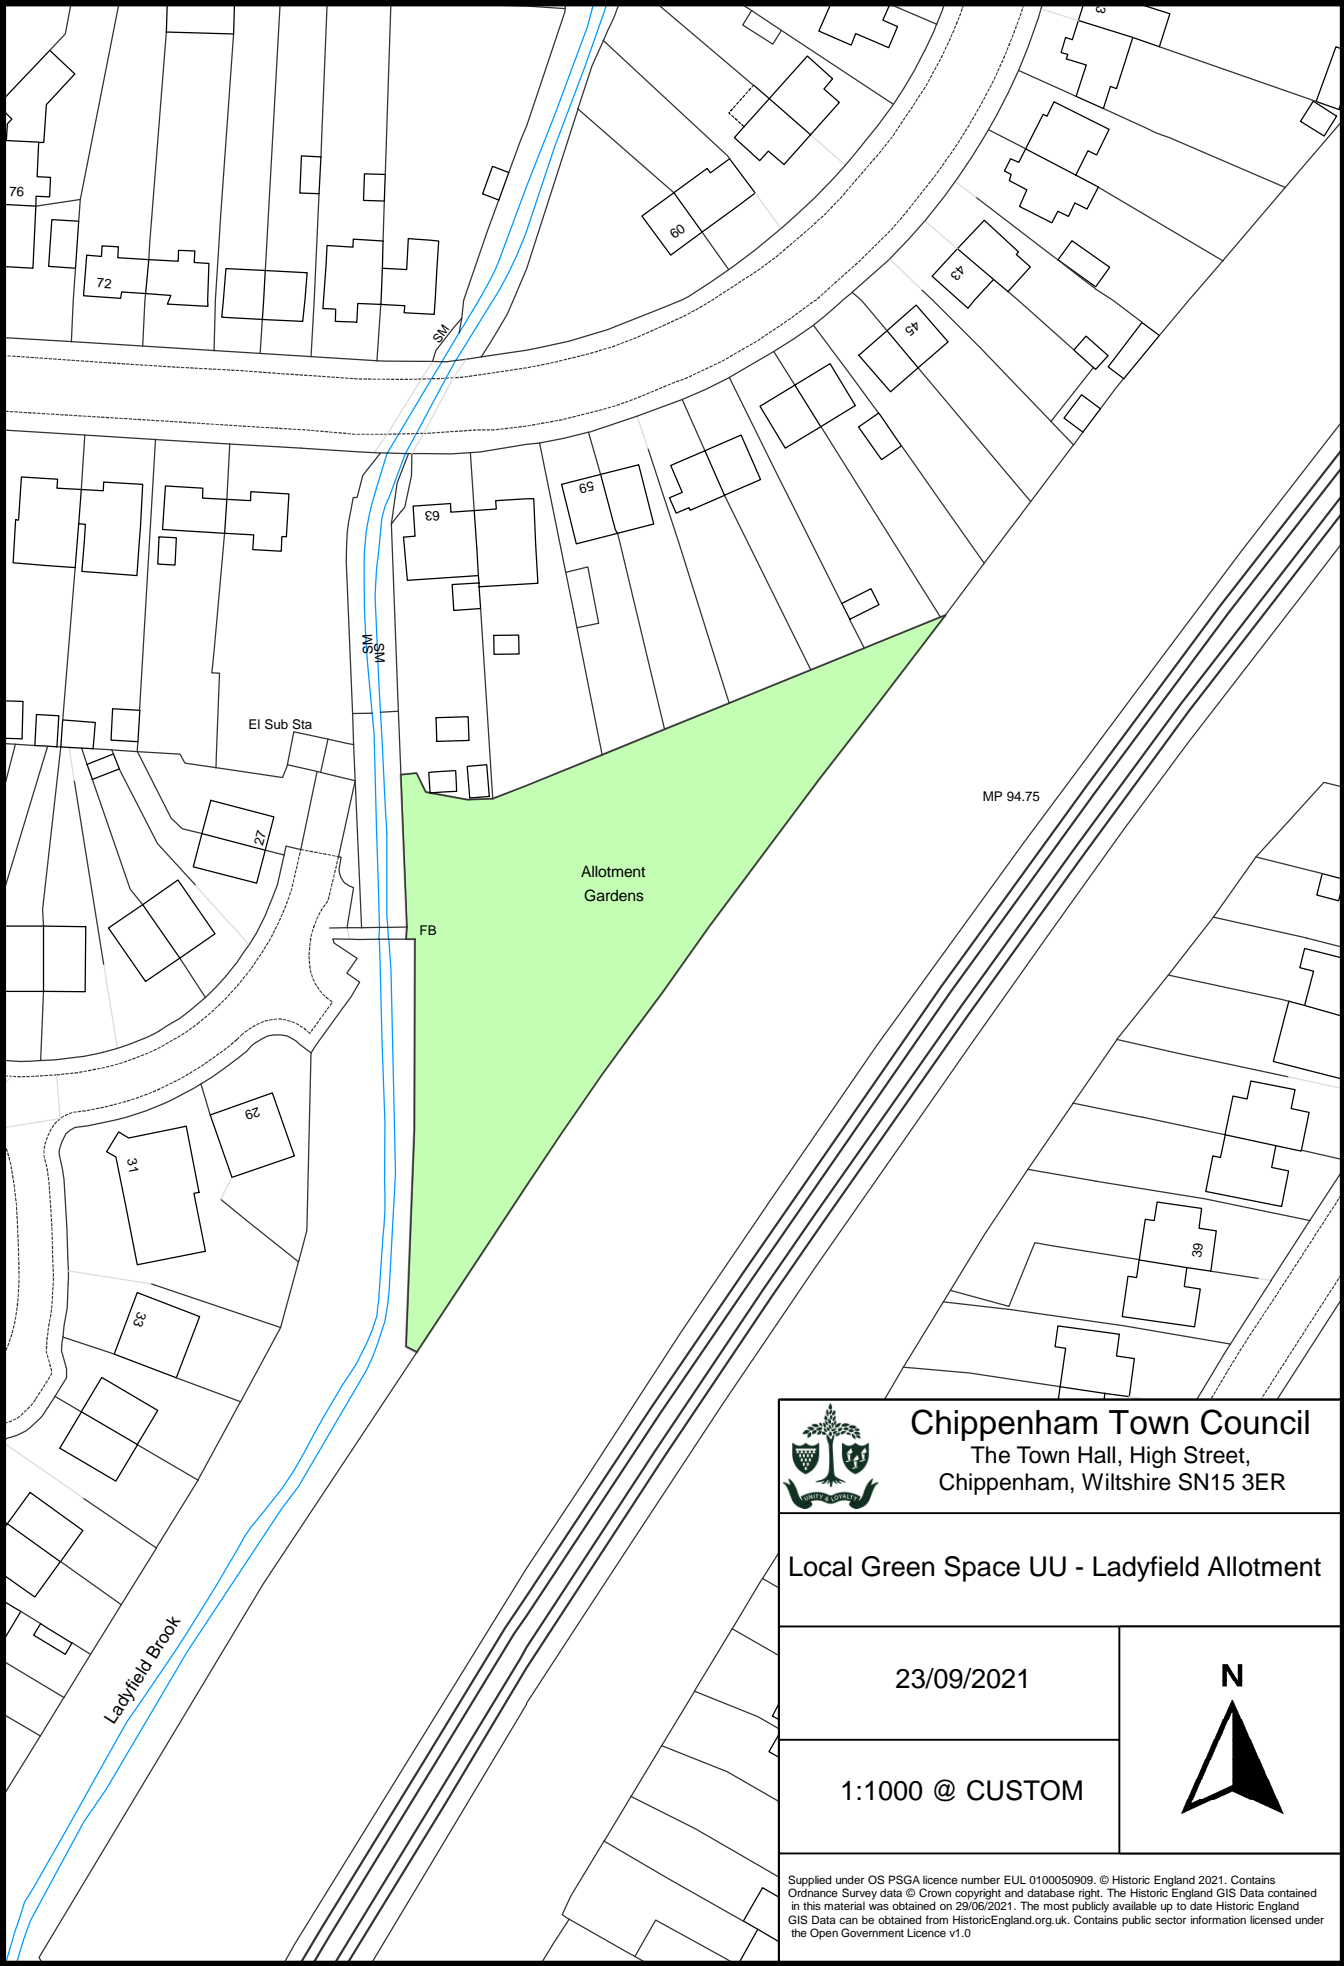 3
76
60
72
43
45
SM
59
63
SM
MS
El Sub Sta
MP 94.75
27
Allotment
Gardens
FB
29
31
39
33
Ladyfield Brook
UNITY & LOYALTY
Chippenham Town Council
The Town Hall, High Street,
Chippenham, Wiltshire SN15 3ER
Local Green Space UU - Ladyfield Allotment
23/09/2021
N
1:1000 @ CUSTOM
Supplied under OS PSGA licence number EUL 0100050909. © Historic England 2021. Contains
Ordnance Survey data © Crown copyright and database right. The Historic England GIS Data contained
in this material was obtained on 29/06/2021. The most publicly available up to date Historic England
GIS Data can be obtained from HistoricEngland.org.uk. Contains public sector information licensed under
the Open Government Licence v1.0